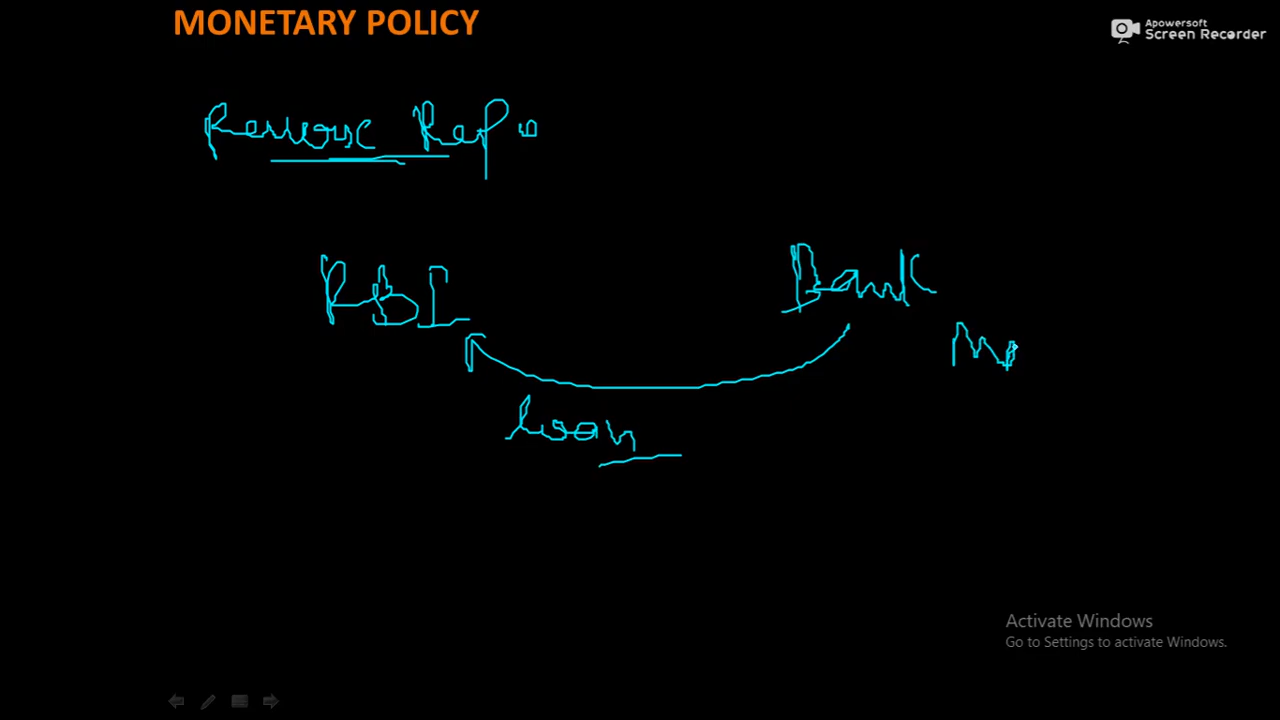 MONETARY POLICY
Apowersoft
Screen Recorder
Reverse Repo
RBI
Bank
loan
Activate Windows
Go to Settings to activate Windows.